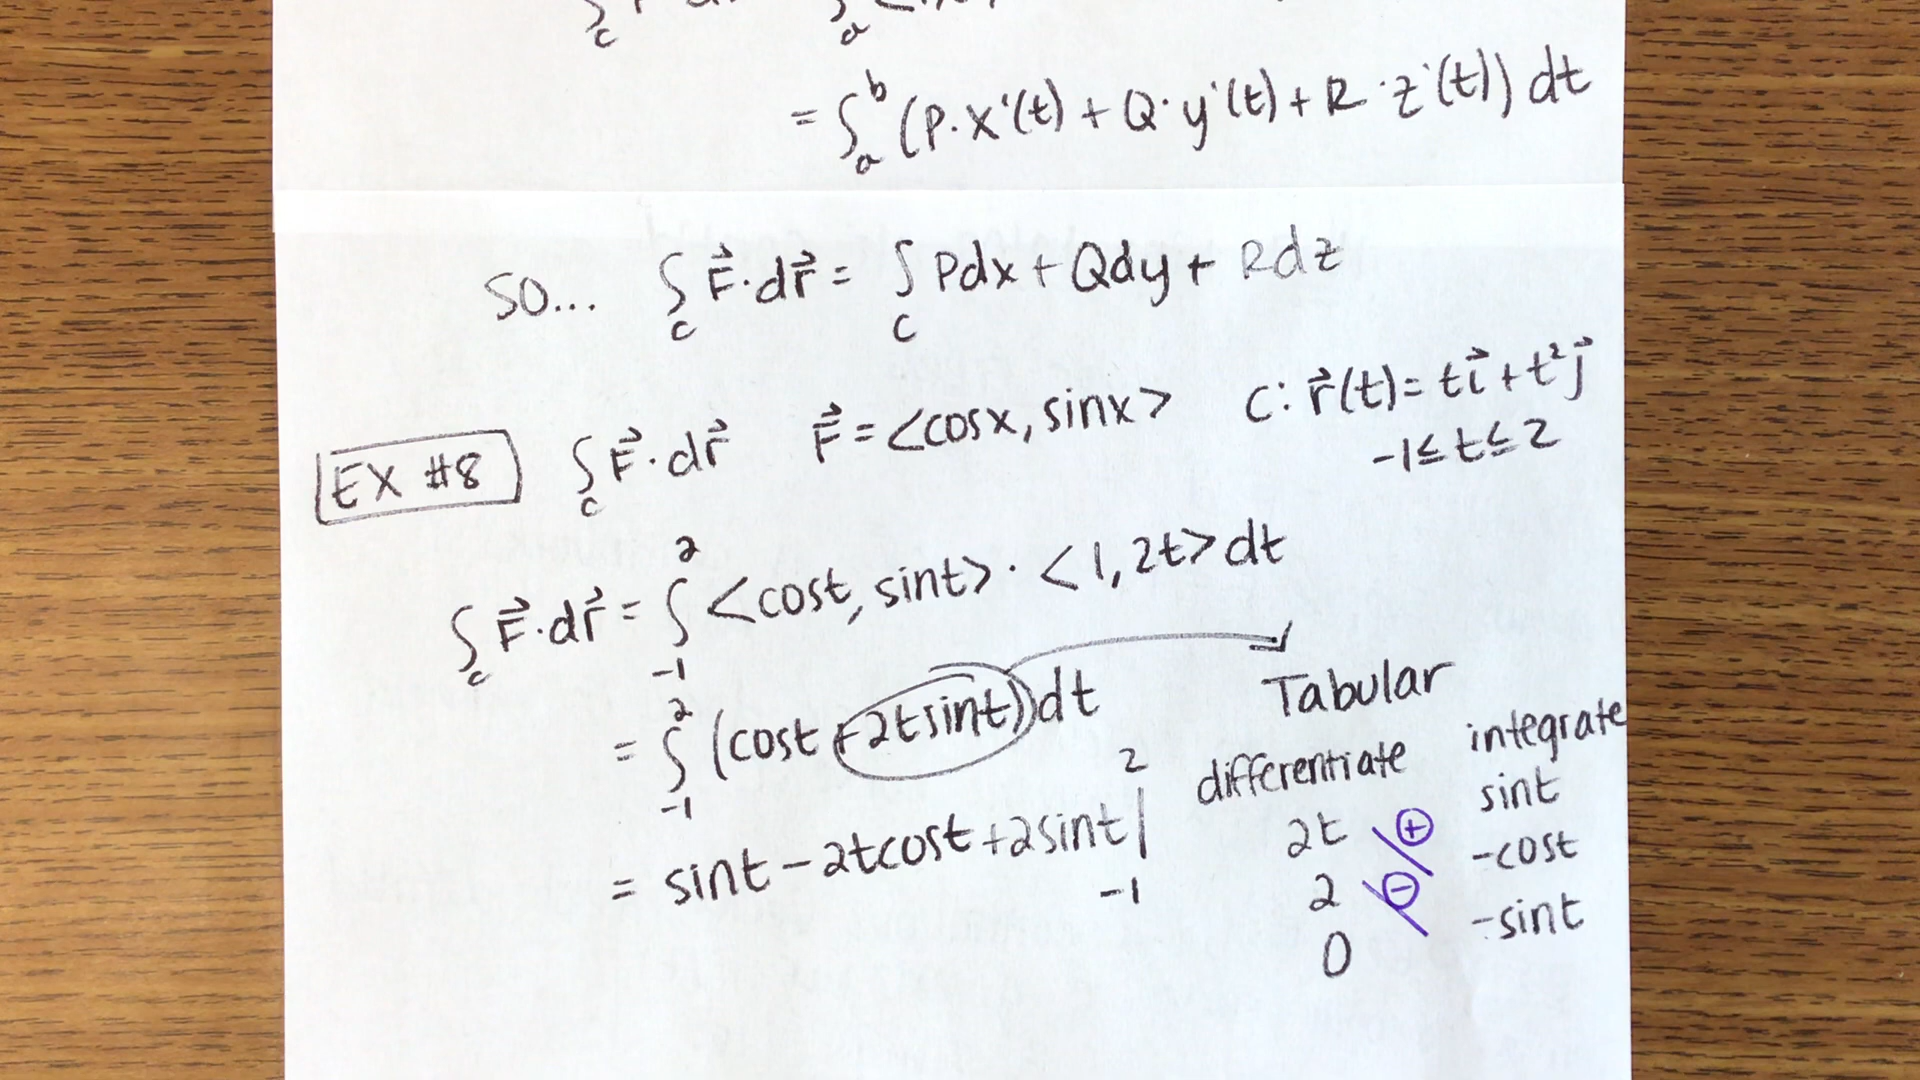 = ∫_a^b (P·x'(t) + Q·y'(t) + R·z'(t)) dt
SO... ∫_C F⃗·dr⃗ = ∫_C Pdx + Qdy + Rdz
EX #8 ∫_C F⃗·dr⃗ F⃗ = <cosx, sinx> C: r⃗(t) = ti⃗ + t²j⃗
-1 ≤ t ≤ 2
∫_C F⃗·dr⃗ = ∫_{-1}^{2} <cost, sint> · <1, 2t> dt
= ∫_{-1}^{2} (cost + 2tsint) dt
= sint - 2tcost + 2sint |_{-1}^{2}
Tabular
differentiate integrate
2t + sint
2 - -cost
0 -sint